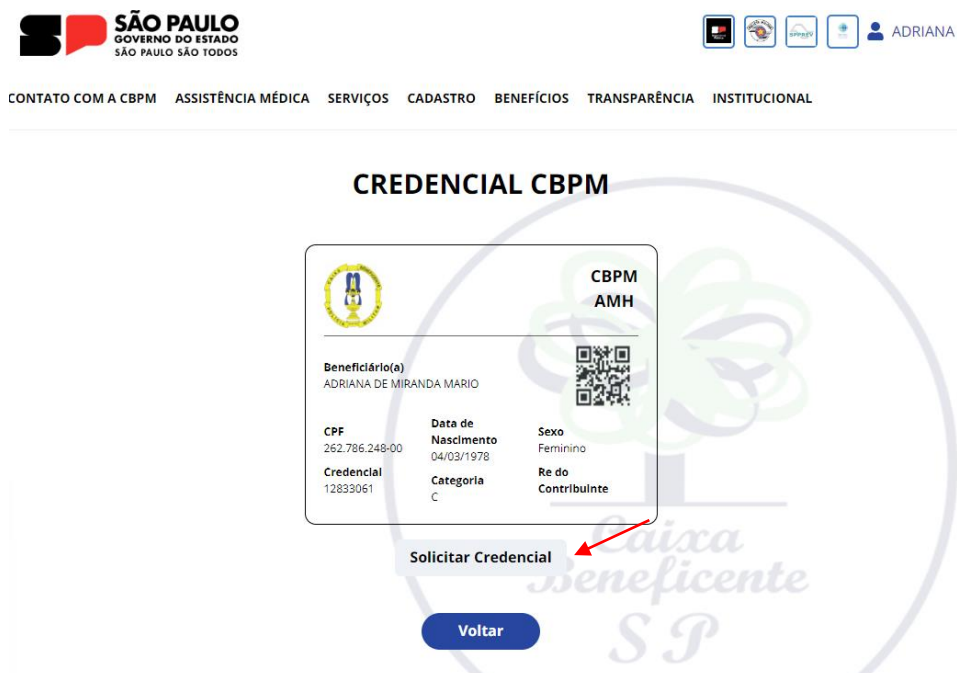 SÃO PAULO
GOVERNO DO ESTADO
SÃO PAULO SÃO TODOS
ADRIANA
CONTATO COM A CBPM ASSISTÊNCIA MÉDICA SERVIÇOS CADASTRO BENEFÍCIOS TRANSPARÊNCIA INSTITUCIONAL
CREDENCIAL CBPM
CBPM
AMH
Beneficiário(a)
ADRIANA DE MIRANDA MARIO
CPF
262.786.248-00
Data de
Nascimento
04/03/1978
Sexo
Feminino
Credencial
12833061
Categoria
C
Re do
Contribuinte
Solicitar Credencial
Voltar
Caixa
Beneficente
SP